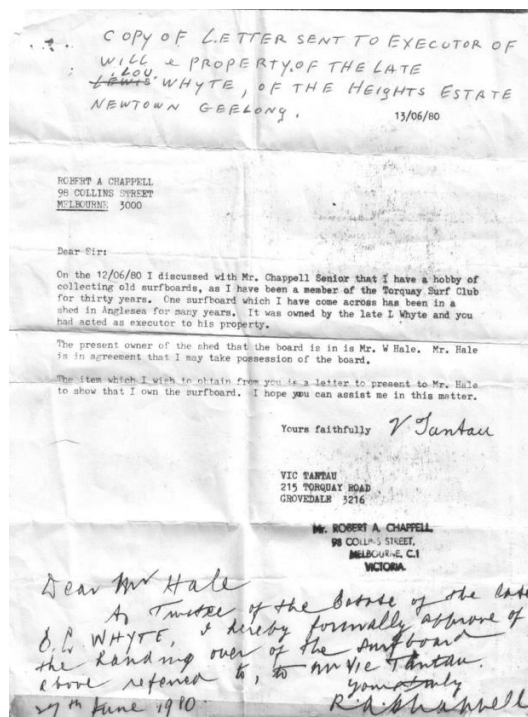 COPY OF LETTER SENT TO EXECUTOR OF
WILL & PROPERTY. OF THE LATE
LOU
LEWIS WHYTE, OF THE HEIGHTS ESTATE
NEWTOWN GEELONG.
13/06/80
ROBERT A CHAPPELL
98 COLLINS STREET
MELBOURNE 3000
Dear Sir:
On the 12/06/80 I discussed with Mr. Chappell Senior that I have a hobby of
collecting old surfboards, as I have been a member of the Torquay Surf Club
for thirty years. One surfboard which I have come across has been in a
shed in Anglesea for many years. It was owned by the late L Whyte and you
had acted as executor to his property.
The present owner of the shed that the board is in is Mr. W Hale. Mr. Hale
is in agreement that I may take possession of the board.
The item which I wish to obtain from you is a letter to present to Mr. Hale
to show that I own the surfboard. I hope you can assist me in this matter.
Yours faithfully V Tantau
VIC TANTAU
215 TORQUAY ROAD
GROVEDALE 3216
Mr. ROBERT A. CHAPPELL,
98 COLLINS STREET,
MELBOURNE, C.1
VICTORIA.
Dear Mr Hale
As Trustee of the Estate of the late
WHYTE, I hereby formally approve of
the handing over of the surfboard
above referred to, to Mr Vic Tantau.
Yours truly
27th June 1980. R.A. Chappell